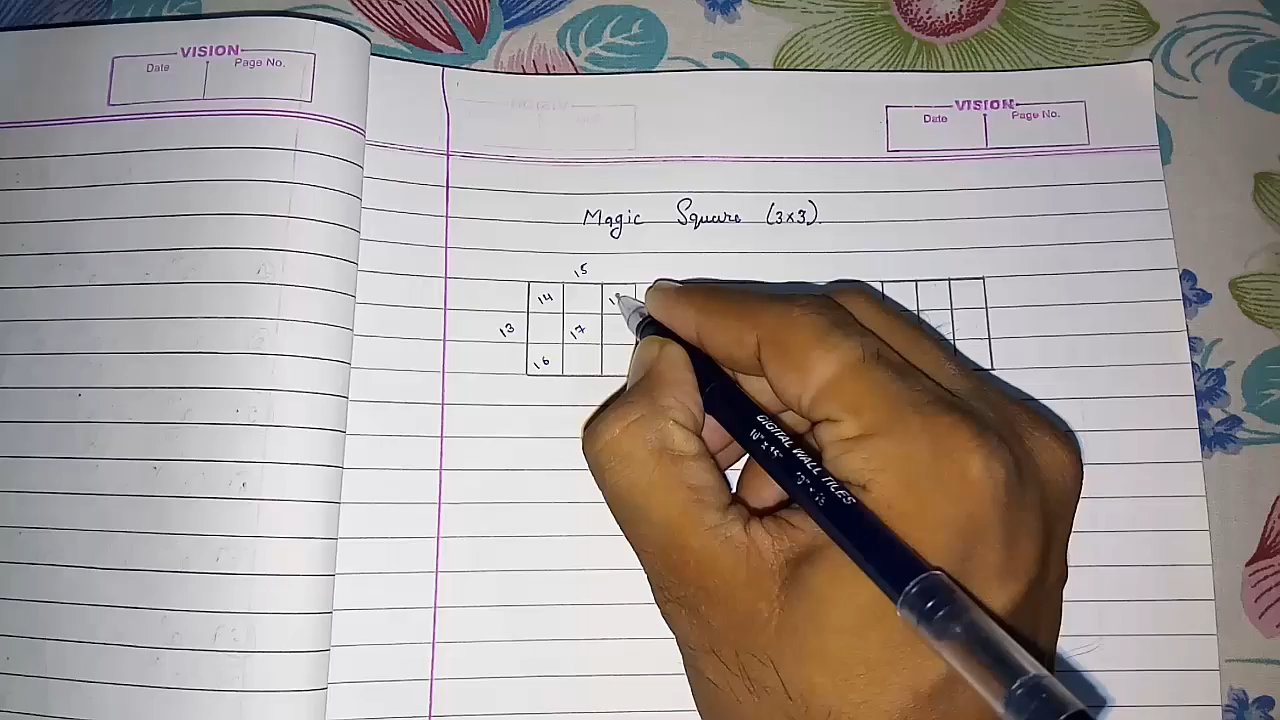 VISION
Date Page No.
VISION
Date Page No.
Magic Square (3x3).
15
14
13 17
16
DIGITAL WALL TILES